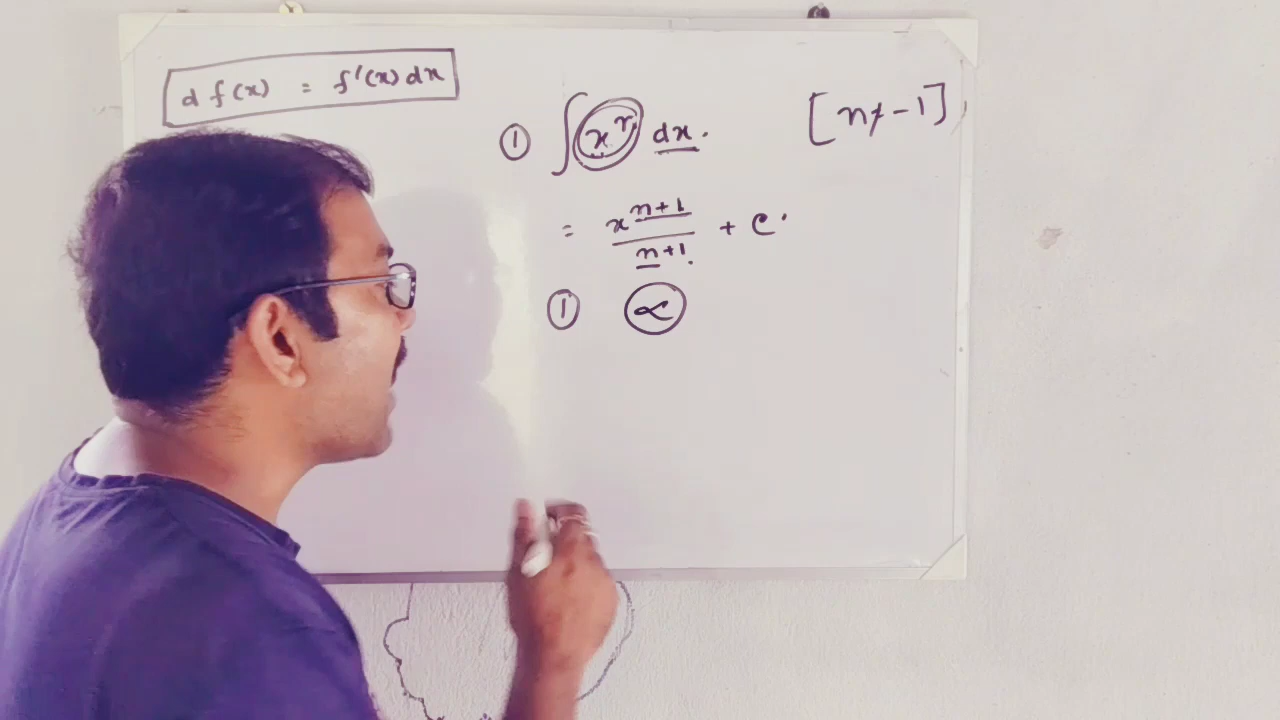 d f(x) = f'(x) dx
① ∫ xⁿ dx. [n ≠ -1]
= x^{n+1}/n+1. + c.
① ∝